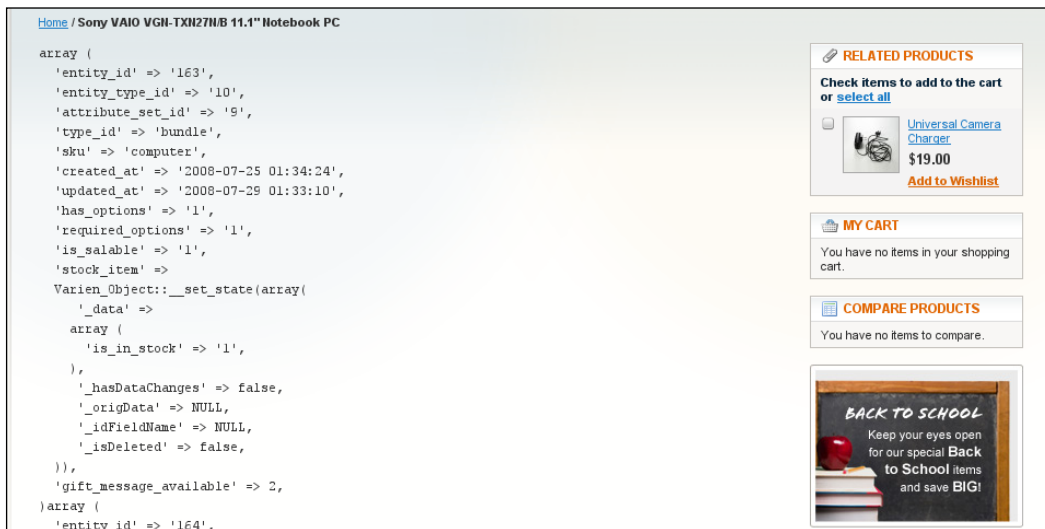 Home / Sony VAIO VGN-TXN27N/B 11.1" Notebook PC
array (
  'entity_id' => '163',
  'entity_type_id' => '10',
  'attribute_set_id' => '9',
  'type_id' => 'bundle',
  'sku' => 'computer',
  'created_at' => '2008-07-25 01:34:24',
  'updated_at' => '2008-07-29 01:33:10',
  'has_options' => '1',
  'required_options' => '1',
  'is_salable' => '1',
  'stock_item' =>
  Varien_Object::__set_state(array(
     '_data' =>
    array (
      'is_in_stock' => '1',
    ),
     '_hasDataChanges' => false,
     '_origData' => NULL,
     '_idFieldName' => NULL,
     '_isDeleted' => false,
  )),
  'gift_message_available' => 2,
)array (
  'entity_id' => '164',
RELATED PRODUCTS
Check items to add to the cart
or select all
Universal Camera
Charger
$19.00
Add to Wishlist
MY CART
You have no items in your shopping
cart.
COMPARE PRODUCTS
You have no items to compare.
BACK TO SCHOOL
Keep your eyes open
for our special Back
to School items
and save BIG!